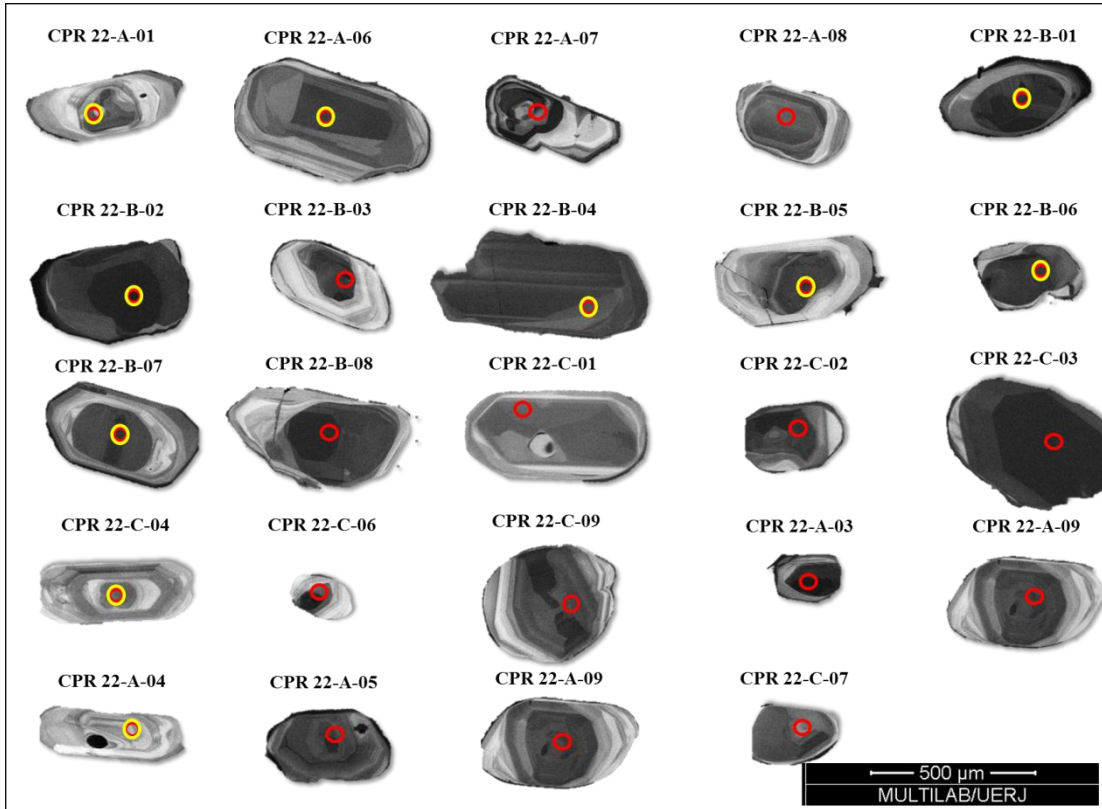 CPR 22-A-01 CPR 22-A-06 CPR 22-A-07 CPR 22-A-08 CPR 22-B-01
CPR 22-B-02 CPR 22-B-03 CPR 22-B-04 CPR 22-B-05 CPR 22-B-06
CPR 22-B-07 CPR 22-B-08 CPR 22-C-01 CPR 22-C-02 CPR 22-C-03
CPR 22-C-04 CPR 22-C-06 CPR 22-C-09 CPR 22-A-03 CPR 22-A-09
CPR 22-A-04 CPR 22-A-05 CPR 22-A-09 CPR 22-C-07
500 µm
MULTILAB/UERJ